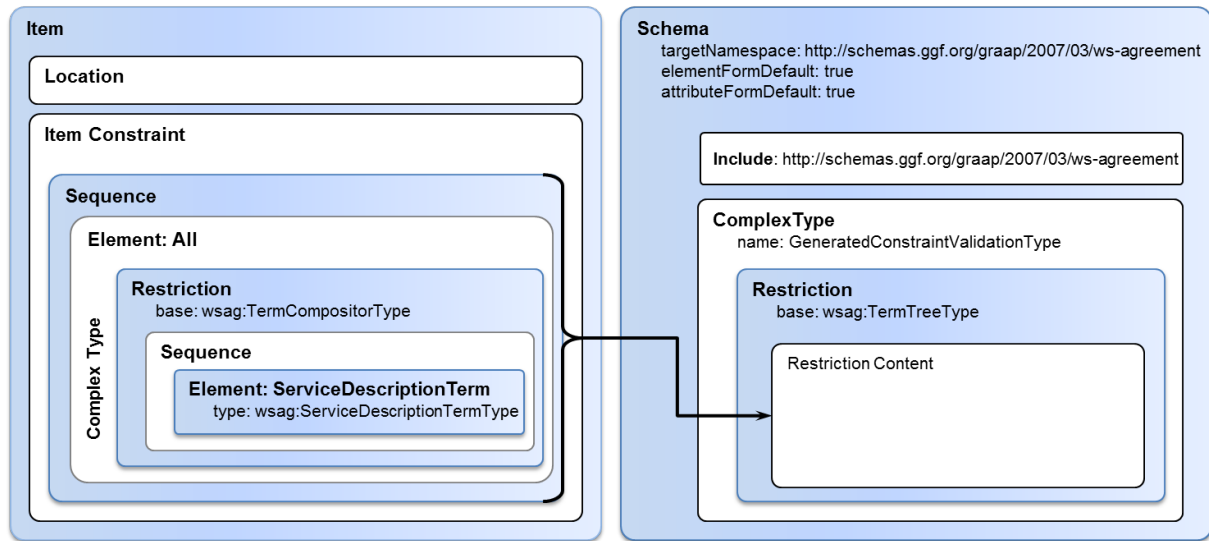 Item
Location
Item Constraint
Sequence
Element: All
Complex Type
Restriction
base: wsag:TermCompositorType
Sequence
Element: ServiceDescriptionTerm
type: wsag:ServiceDescriptionTermType
Schema
targetNamespace: http://schemas.ggf.org/graap/2007/03/ws-agreement
elementFormDefault: true
attributeFormDefault: true
Include: http://schemas.ggf.org/graap/2007/03/ws-agreement
ComplexType
name: GeneratedConstraintValidationType
Restriction
base: wsag:TermTreeType
Restriction Content